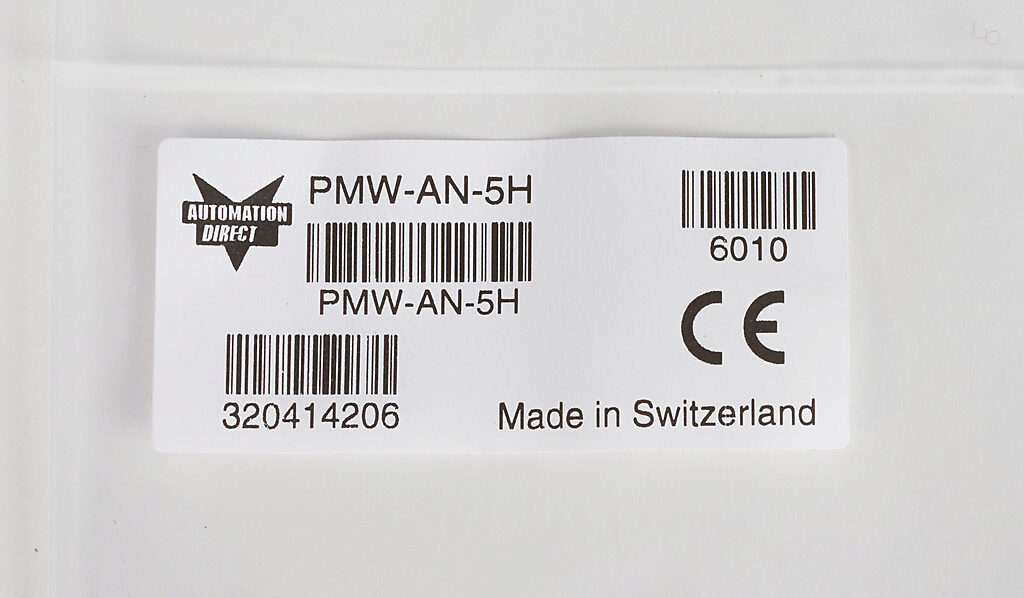 AUTOMATION
DIRECT
PMW-AN-5H
PMW-AN-5H
6010
320414206
CE
Made in Switzerland